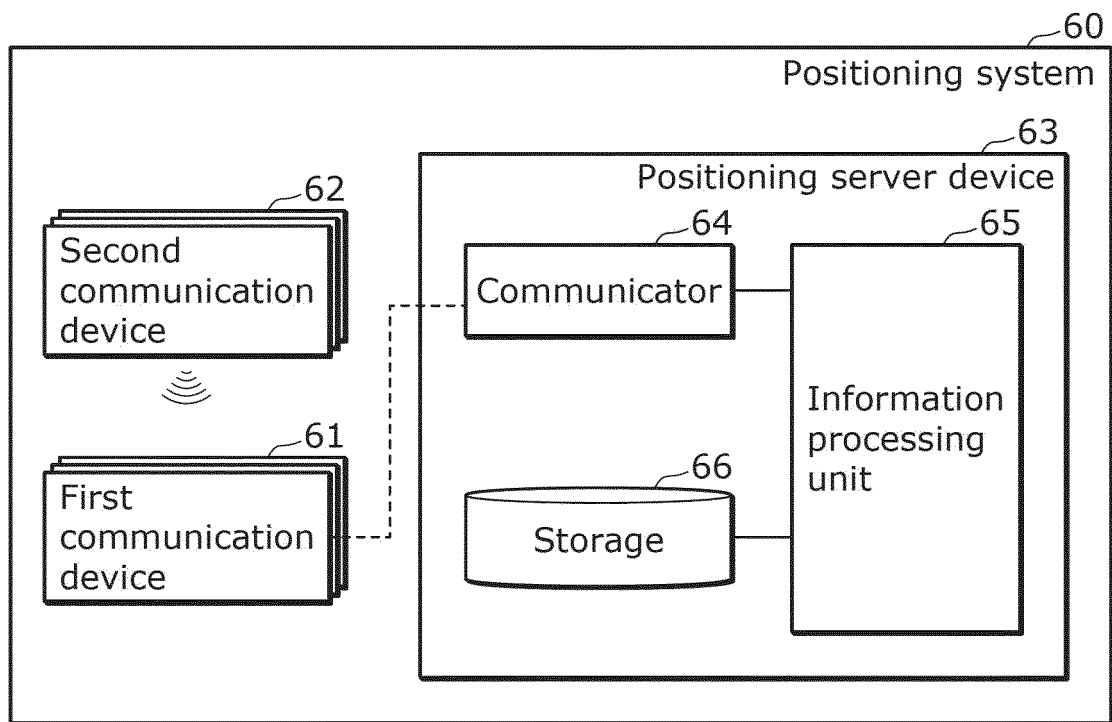 60
Positioning system
63
Positioning server device
62
Second
communication
device
64
Communicator
65
Information
processing
unit
61
First
communication
device
66
Storage